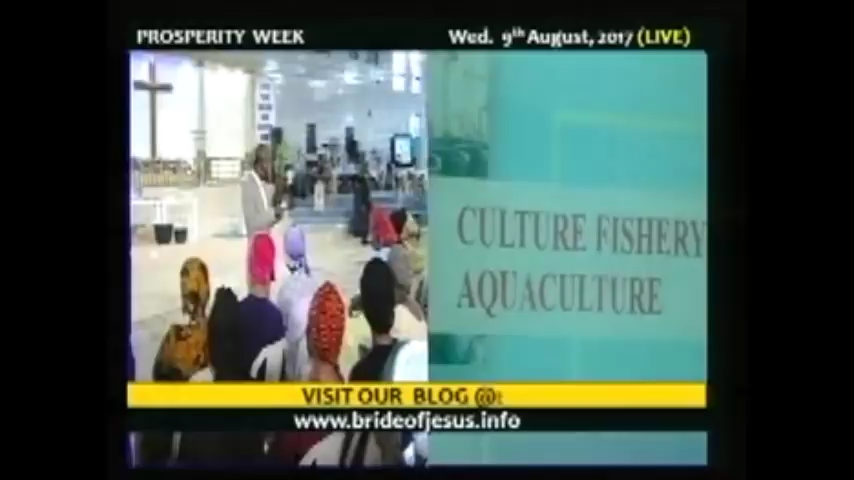 PROSPERITY WEEK
Wed. 9th August, 2017 (LIVE)
CULTURE FISHERY
AQUACULTURE
VISIT OUR BLOG @:
www.brideofjesus.info